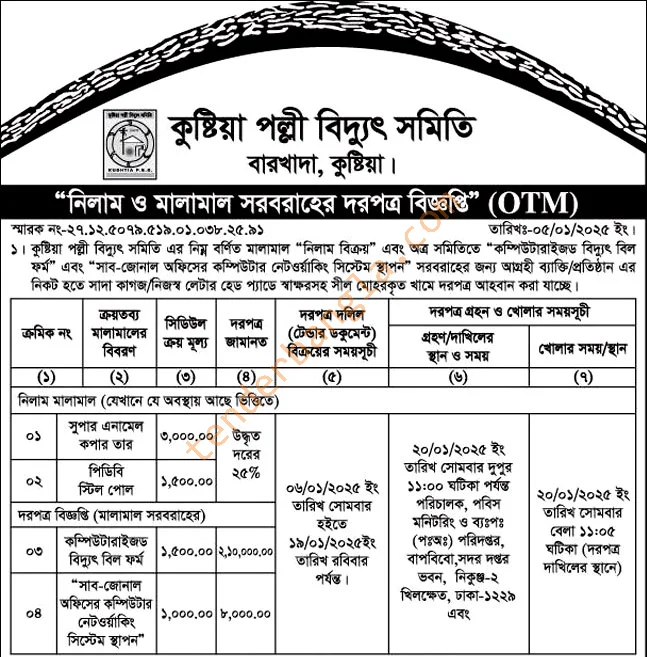 কুষ্টিয়া পল্লী বিদ্যুৎ সমিতি
KUSHTIA P.B.S
কুষ্টিয়া পল্লী বিদ্যুৎ সমিতি
বারখাদা, কুষ্টিয়া।
“নিলাম ও মালামাল সরবরাহের দরপত্র বিজ্ঞপ্তি” (OTM)
স্মারক নং-২৭.১২.৫০৭৯.৫১৯.০১.০৩৮.২৫.৯১ তারিখঃ-০৫/০১/২০২৫ ইং।
১। কুষ্টিয়া পল্লী বিদ্যুৎ সমিতি এর নিম্ন বর্ণিত মালামাল “নিলাম বিক্রয়” এবং অত্র সমিতিতে “কম্পিউটারাইজড বিদ্যুৎ বিল
ফর্ম” এবং “সাব-জোনাল অফিসের কম্পিউটার নেটওর্য়াকিং সিস্টেম স্থাপন” সরবরাহের জন্য আগ্রহী ব্যাক্তি/প্রতিষ্ঠান এর
নিকট হতে সাদা কাগজ/নিজস্ব লেটার হেড প্যাডে স্বাক্ষরসহ সীল মোহরকৃত খামে দরপত্র আহবান করা যাচ্ছে।
ক্রমিক নং
ক্রয়তব্য
মালামালের
বিবরণ
সিডিউল
ক্রয় মূল্য
দরপত্র
জামানত
দরপত্র দলিল
(টেন্ডার ডকুমেন্ট)
বিক্রয়ের সময়সূচী
দরপত্র গ্রহন ও খোলার সময়সূচী
গ্রহণ/দাখিলের
স্থান ও সময়
খোলার সময়/স্থান
(১) (২) (৩) (৪) (৫) (৬) (৭)
নিলাম মালামাল (যেখানে যে অবস্থায় আছে ভিত্তিতে)
০১
সুপার এনামেল
কপার তার
৩,০০০.০০
উদ্ধৃত
দরের
২৫%
০২
পিডিবি
স্টিল পোল
১,৫০০.০০
দরপত্র বিজ্ঞপ্তি (মালামাল সরবরাহের)
০৩
কম্পিউটারাইজড
বিদ্যুৎ বিল ফর্ম
১,৫০০.০০ ২,১০,০০০.০০
০৪
“সাব-জোনাল
অফিসের কম্পিউটার
নেটওর্য়াকিং
সিস্টেম স্থাপন”
১,০০০.০০ ৮,০০০.০০
০৬/০১/২০২৫ ইং
তারিখ সোমবার
হইতে
১৯/০১/২০২৫ইং
তারিখ রবিবার
পর্যন্ত।
২০/০১/২০২৫ ইং
তারিখ সোমবার দুপুর
১১:০০ ঘটিকা পর্যন্ত
পরিচালক, পবিস
মনিটরিং ও ব্যঃপঃ
(পঃঅঃ) পরিদপ্তর,
বাপবিবো,সদর দপ্তর
ভবন, নিকুঞ্জ-২
খিলক্ষেত, ঢাকা-১২২৯
এবং
২০/০১/২০২৫ ইং
তারিখ সোমবার
বেলা ১১:০৫
ঘটিকা (দরপত্র
দাখিলের স্থানে)
tenderbangla.com